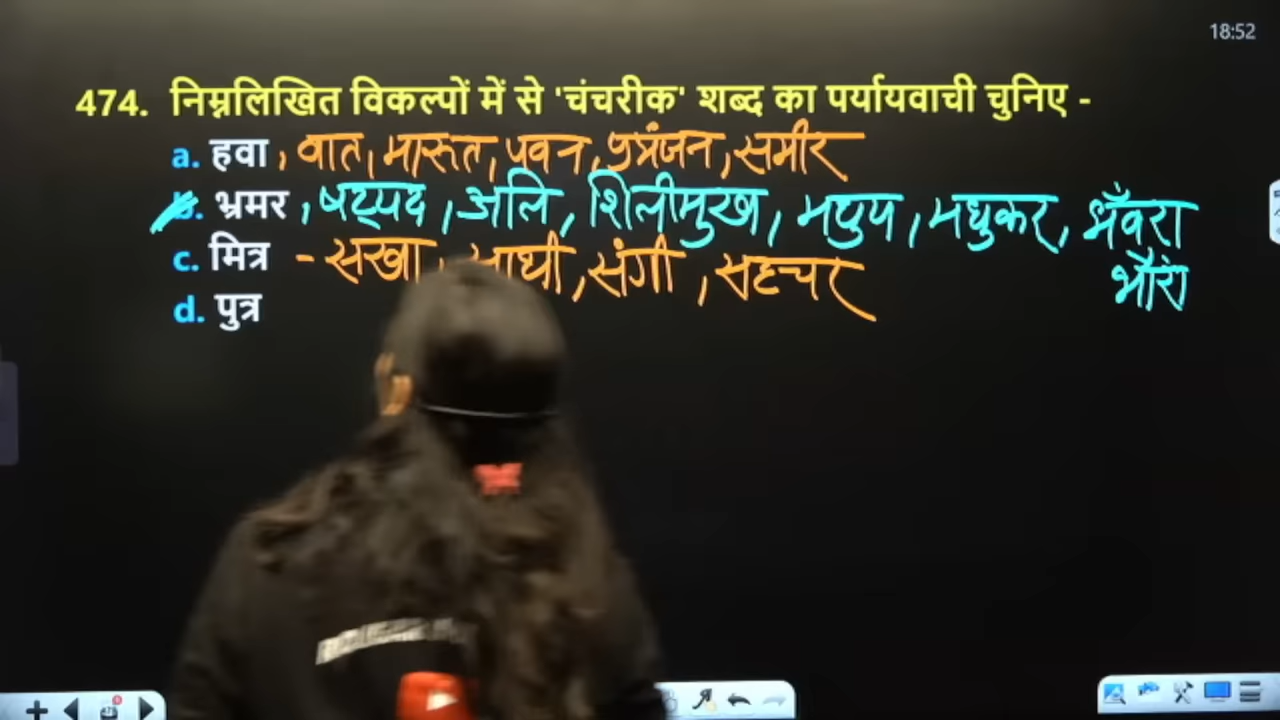 18:52
474. निम्नलिखित विकल्पों में से 'चंचरीक' शब्द का पर्यायवाची चुनिए -
a. हवा, वात, मारूत, पवन, प्रभंजन, समीर
b. भ्रमर, षट्पद, अलि, शिलीमुख, मधुप, मधुकर, भँवरा
भौंरा
c. मित्र - सखा, साथी, संगी, सहचर
d. पुत्र